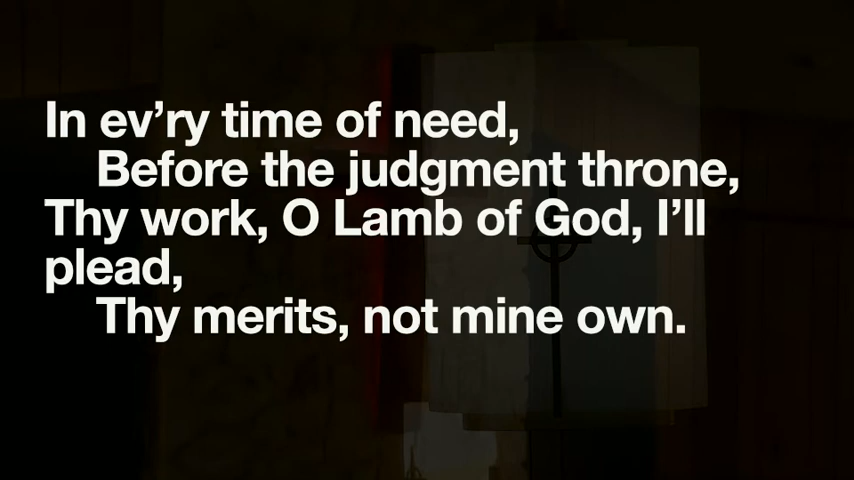 In ev’ry time of need,
Before the judgment throne,
Thy work, O Lamb of God, I’ll
plead,
Thy merits, not mine own.